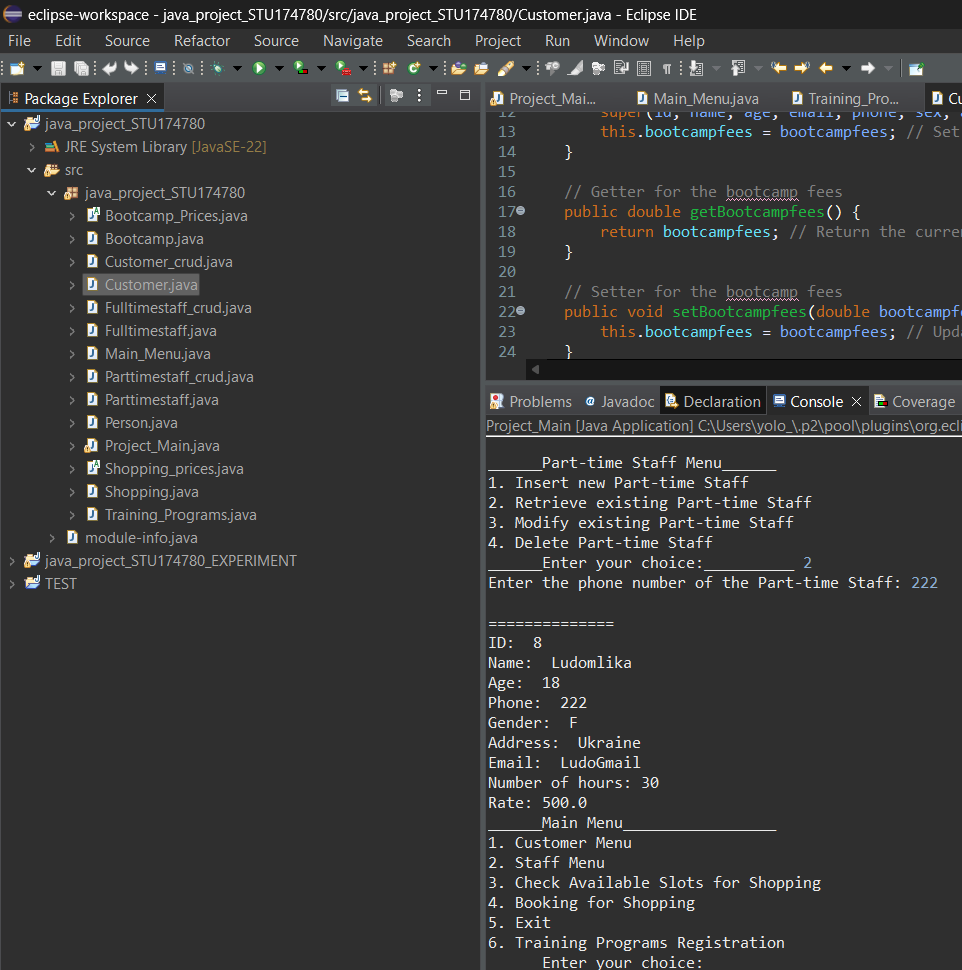 eclipse-workspace - java_project_STU174780/src/java_project_STU174780/Customer.java - Eclipse IDE
File Edit Source Refactor Source Navigate Search Project Run Window Help
Package Explorer
java_project_STU174780
JRE System Library [JavaSE-22]
src
java_project_STU174780
Bootcamp_Prices.java
Bootcamp.java
Customer_crud.java
Customer.java
Fulltimestaff_crud.java
Fulltimestaff.java
Main_Menu.java
Parttimestaff_crud.java
Parttimestaff.java
Person.java
Project_Main.java
Shopping_prices.java
Shopping.java
Training_Programs.java
module-info.java
java_project_STU174780_EXPERIMENT
TEST
Project_Mai... Main_Menu.java Training_Pro... Cu
12 super(id, name, age, email, phone, sex,
13 this.bootcampfees = bootcampfees; // Set
14 }
15
16 // Getter for the bootcamp fees
17 public double getBootcampfees() {
18 return bootcampfees; // Return the curre
19 }
20
21 // Setter for the bootcamp fees
22 public void setBootcampfees(double bootcampf
23 this.bootcampfees = bootcampfees; // Upd
24 }
Problems Javadoc Declaration Console Coverage
Project_Main [Java Application] C:\Users\yolo_\.p2\pool\plugins\org.ecli
______Part-time Staff Menu______
1. Insert new Part-time Staff
2. Retrieve existing Part-time Staff
3. Modify existing Part-time Staff
4. Delete Part-time Staff
______Enter your choice:__________ 2
Enter the phone number of the Part-time Staff: 222
==============
ID:  8
Name:  Ludomlika
Age:  18
Phone:  222
Gender:  F
Address:  Ukraine
Email:  LudoGmail
Number of hours: 30
Rate: 500.0
______Main Menu_________________
1. Customer Menu
2. Staff Menu
3. Check Available Slots for Shopping
4. Booking for Shopping
5. Exit
6. Training Programs Registration
Enter your choice: